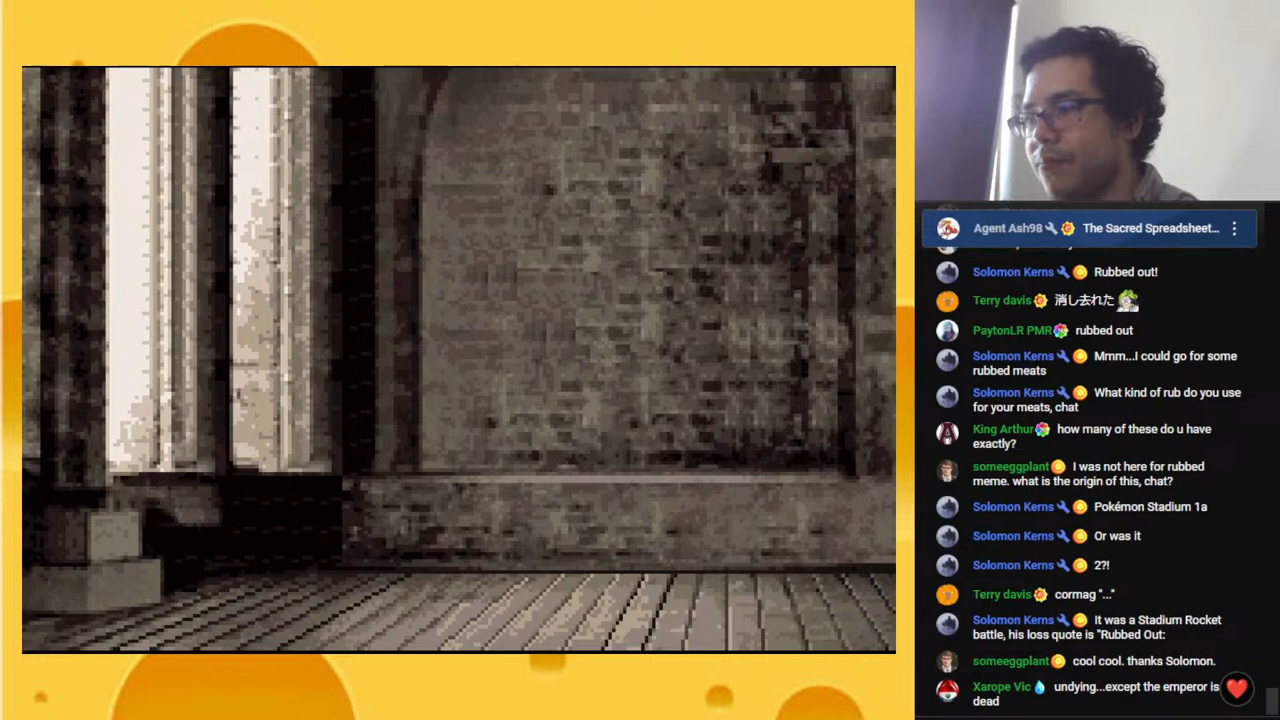 Agent Ash98 The Sacred Spreadsheet...
Solomon Kerns Rubbed out!
Terry davis 消し去れた
PaytonLR PMR rubbed out
Solomon Kerns Mmm...I could go for some
rubbed meats
Solomon Kerns What kind of rub do you use
for your meats, chat
King Arthur how many of these do u have
exactly?
someeggplant I was not here for rubbed
meme. what is the origin of this, chat?
Solomon Kerns Pokémon Stadium 1a
Solomon Kerns Or was it
Solomon Kerns 2?!
Terry davis cormag "..."
Solomon Kerns It was a Stadium Rocket
battle, his loss quote is "Rubbed Out:
someeggplant cool cool. thanks Solomon.
Xarope Vic undying...except the emperor is
dead